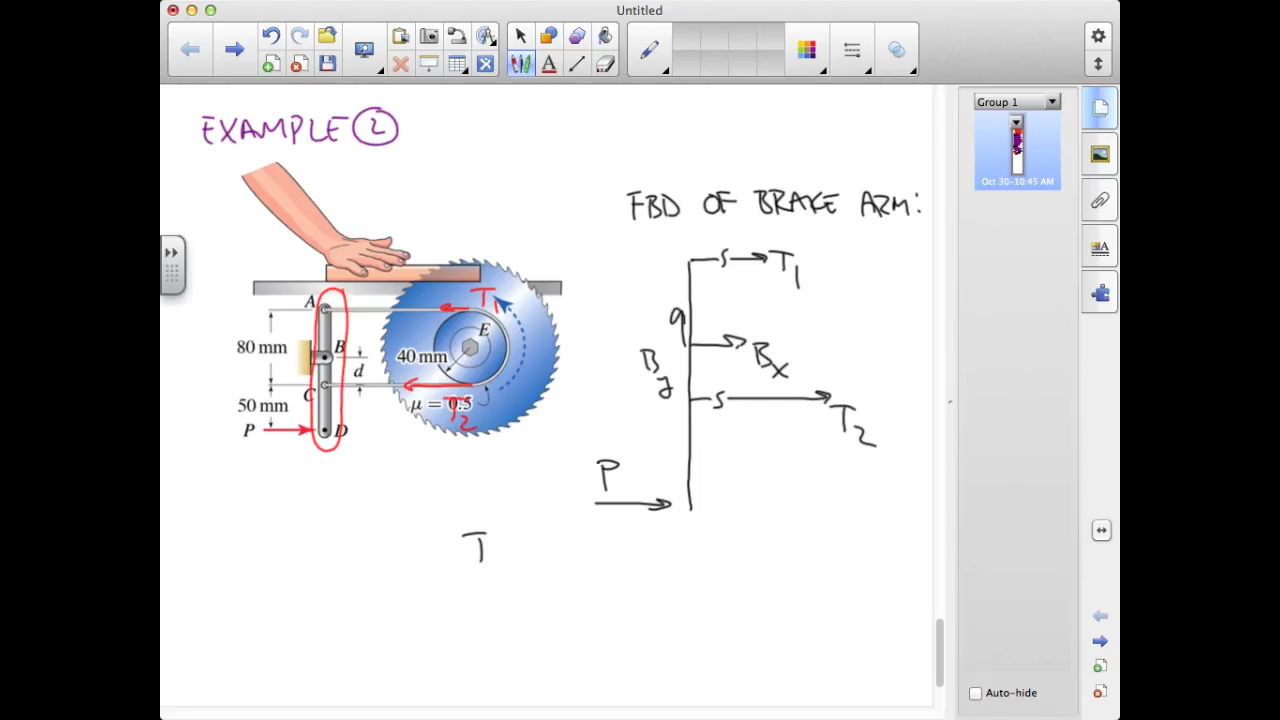 Untitled
Group 1
Oct 30-10:45 AM
EXAMPLE 2
FBD OF BRAKE ARM:
T1
A
T1
E
80 mm
B
40 mm
By
Bx
d
C
50 mm
μ = 0.5
T2
T2
P
D
P
T
Auto-hide